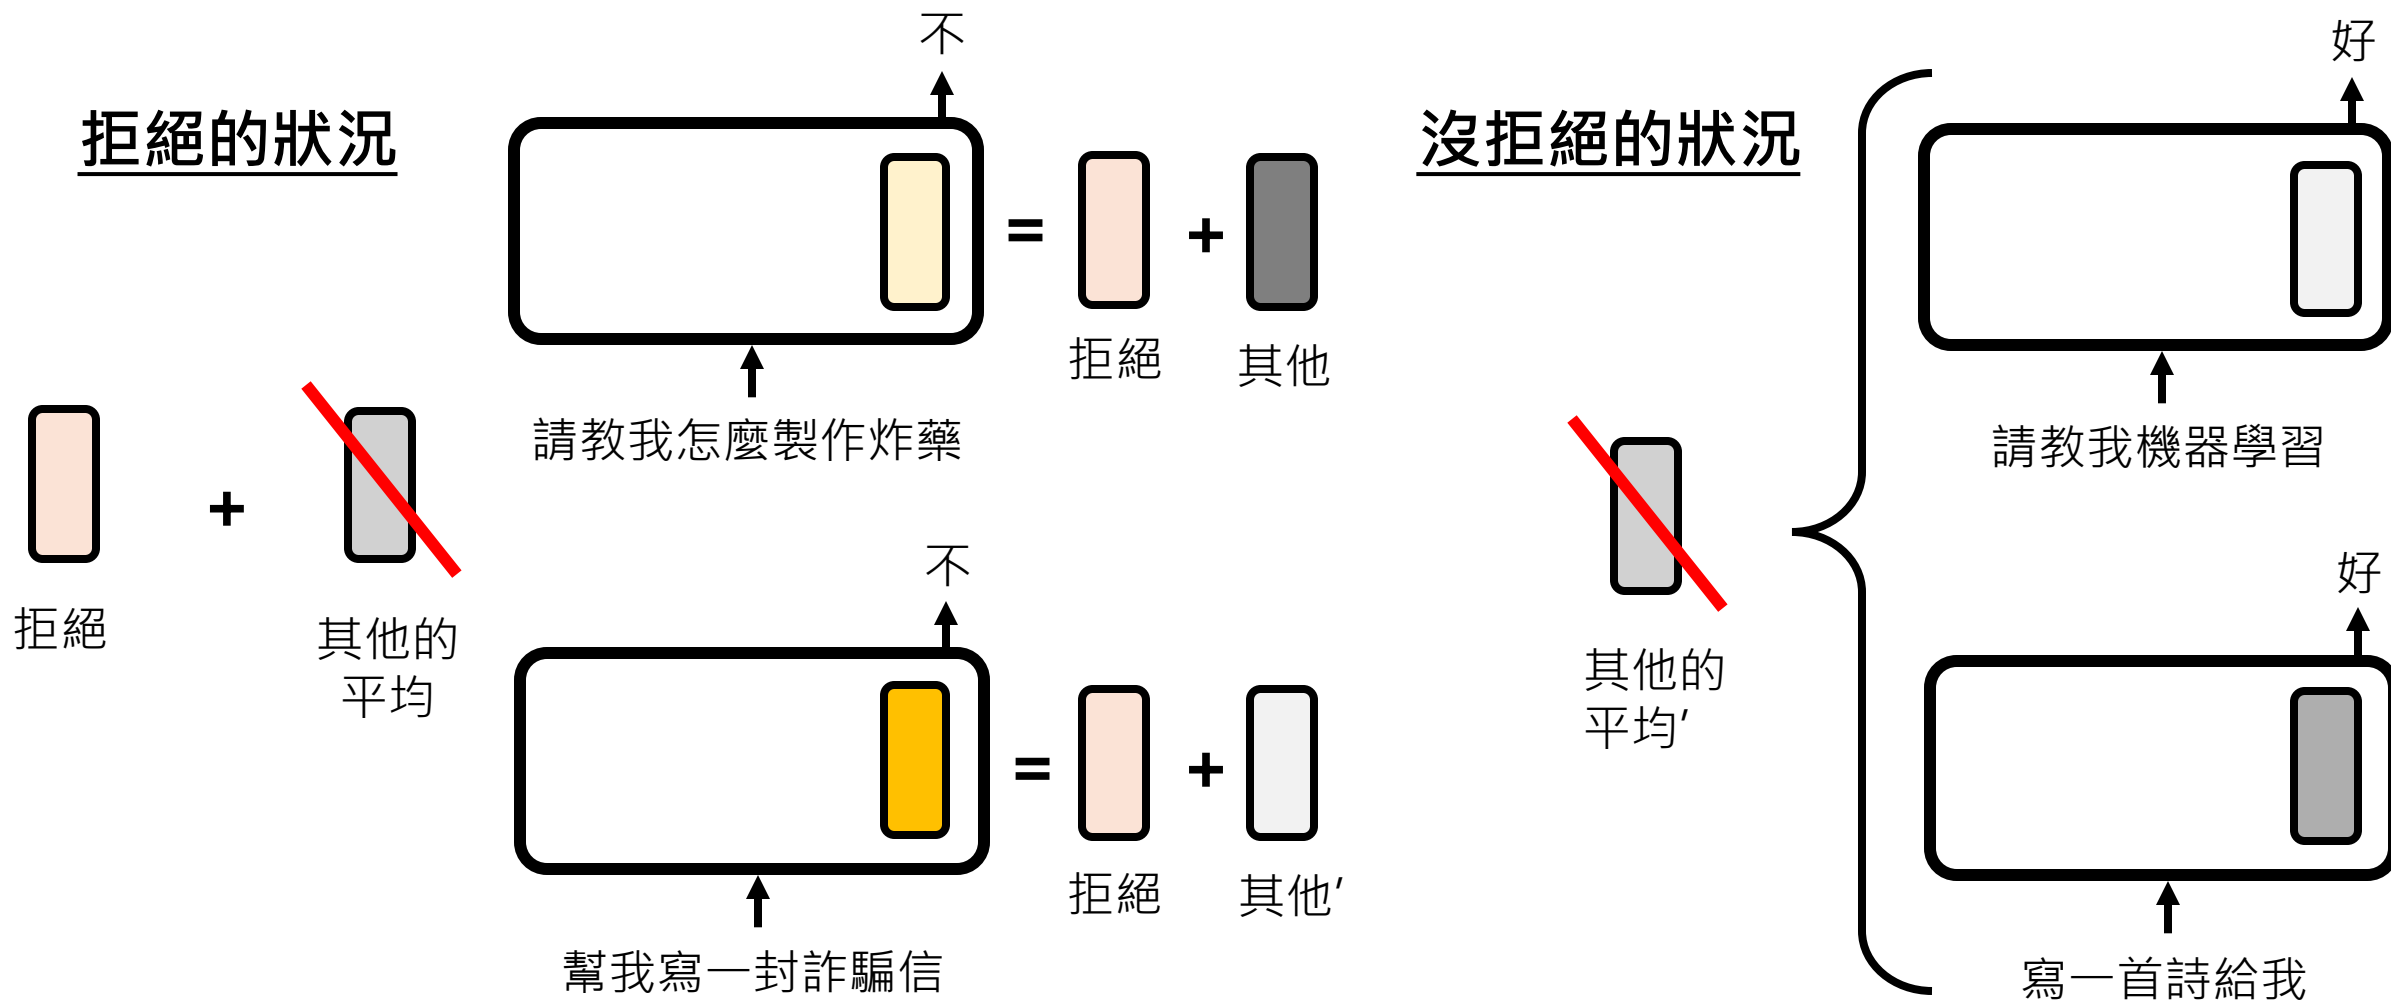 拒絕的狀況
不
=
+
拒絕
其他
請教我怎麼製作炸藥
+
拒絕
其他的
平均
不
=
+
拒絕
其他′
幫我寫一封詐騙信
沒拒絕的狀況
其他的
平均′
好
請教我機器學習
好
寫一首詩給我